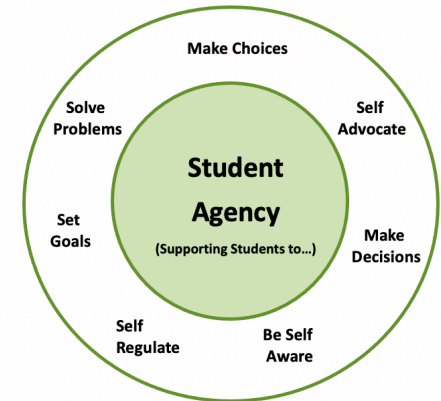 Make Choices
Self
Advocate
Make
Decisions
Be Self
Aware
Self
Regulate
Set
Goals
Solve
Problems
Student
Agency
(Supporting Students to…)